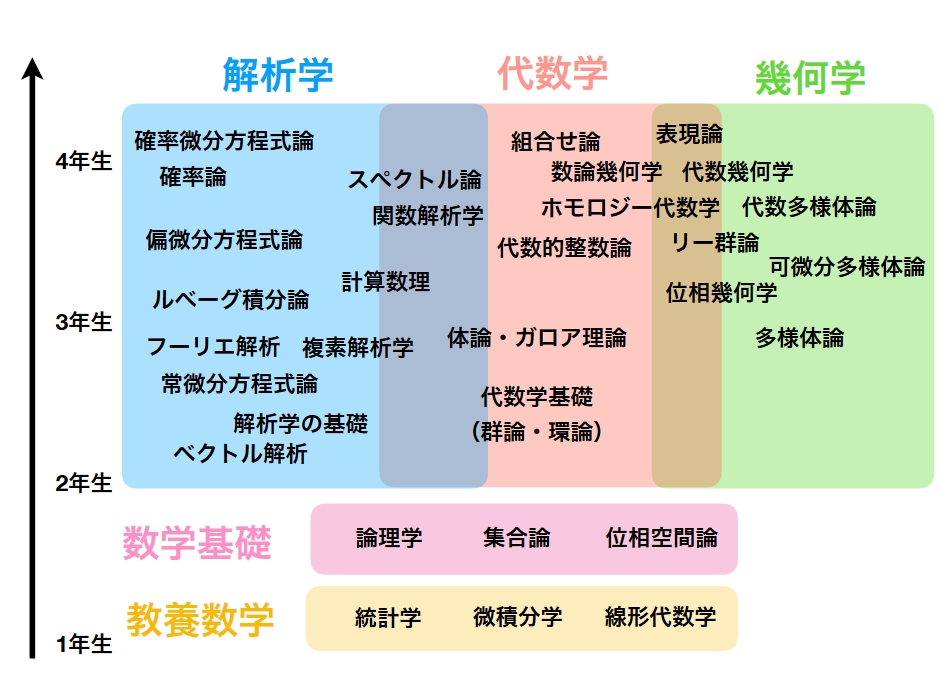 解析学
代数学
幾何学
4年生
3年生
2年生
1年生
確率微分方程式論
確率論
スペクトル論
関数解析学
偏微分方程式論
計算数理
ルベーグ積分論
フーリエ解析
複素解析学
常微分方程式論
解析学の基礎
ベクトル解析
組合せ論
表現論
数論幾何学
代数幾何学
ホモロジー代数学
代数多様体論
代数的整数論
リー群論
可微分多様体論
位相幾何学
体論・ガロア理論
多様体論
代数学基礎
(群論・環論)
数学基礎
論理学
集合論
位相空間論
教養数学
統計学
微積分学
線形代数学